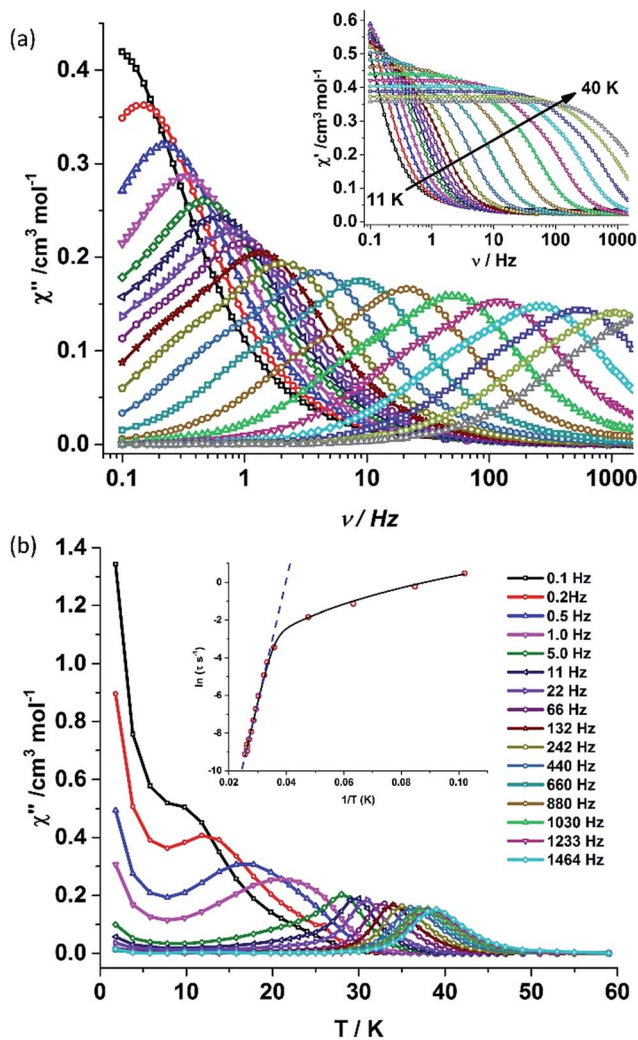 (a)
χ'' /cm³ mol⁻¹
0.4
0.3
0.2
0.1
0.0
0.1
1
10
100
1000
ν / Hz
χ' /cm³ mol⁻¹
0.6
0.5
0.4
0.3
0.2
0.1
0.0
0.1
1
10
100
1000
ν / Hz
40 K
11 K
(b)
χ'' /cm³ mol⁻¹
1.4
1.2
1.0
0.8
0.6
0.4
0.2
0.0
0
10
20
30
40
50
60
T / K
ln (τ s⁻¹)
0
-2
-4
-6
-8
-10
0.02
0.04
0.06
0.08
0.10
1/T (K)
0.1 Hz
0.2Hz
0.5 Hz
1.0 Hz
5.0 Hz
11 Hz
22 Hz
66 Hz
132 Hz
242 Hz
440 Hz
660 Hz
880 Hz
1030 Hz
1233 Hz
1464 Hz